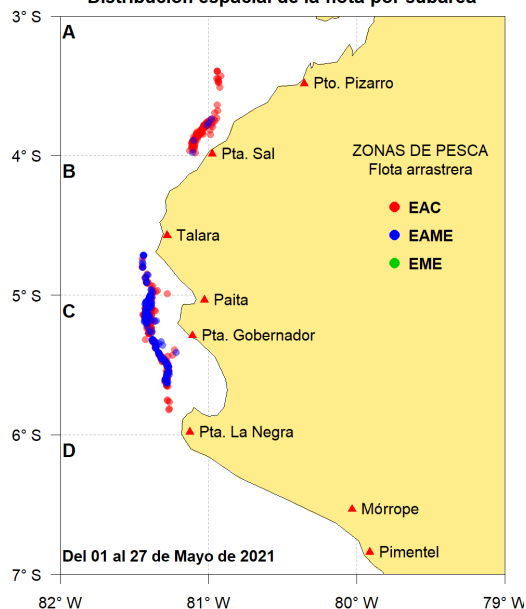 Distribución espacial de la flota por subárea
3° S
A
Pto. Pizarro
4° S
Pta. Sal
B
ZONAS DE PESCA
Flota arrastrera
EAC
Talara
EAME
EME
5° S
Paita
C
Pta. Gobernador
6° S
Pta. La Negra
D
Mórrope
Del 01 al 27 de Mayo de 2021
Pimentel
7° S
82° W
81° W
80° W
79° W